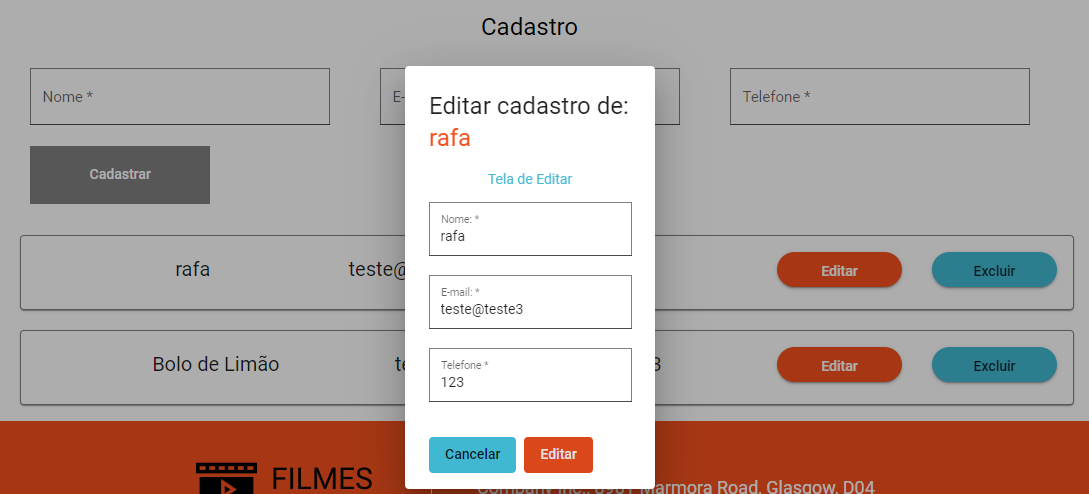 Cadastro
Nome *
E-
Telefone *
Cadastrar
Editar cadastro de:
rafa
Tela de Editar
Nome: *
rafa
E-mail: *
teste@teste3
Telefone *
123
Cancelar
Editar
rafa
teste@
Editar
Excluir
Bolo de Limão
te
3
Editar
Excluir
FILMES
Company Inc., 8901 Marmora Road, Glasgow, D04